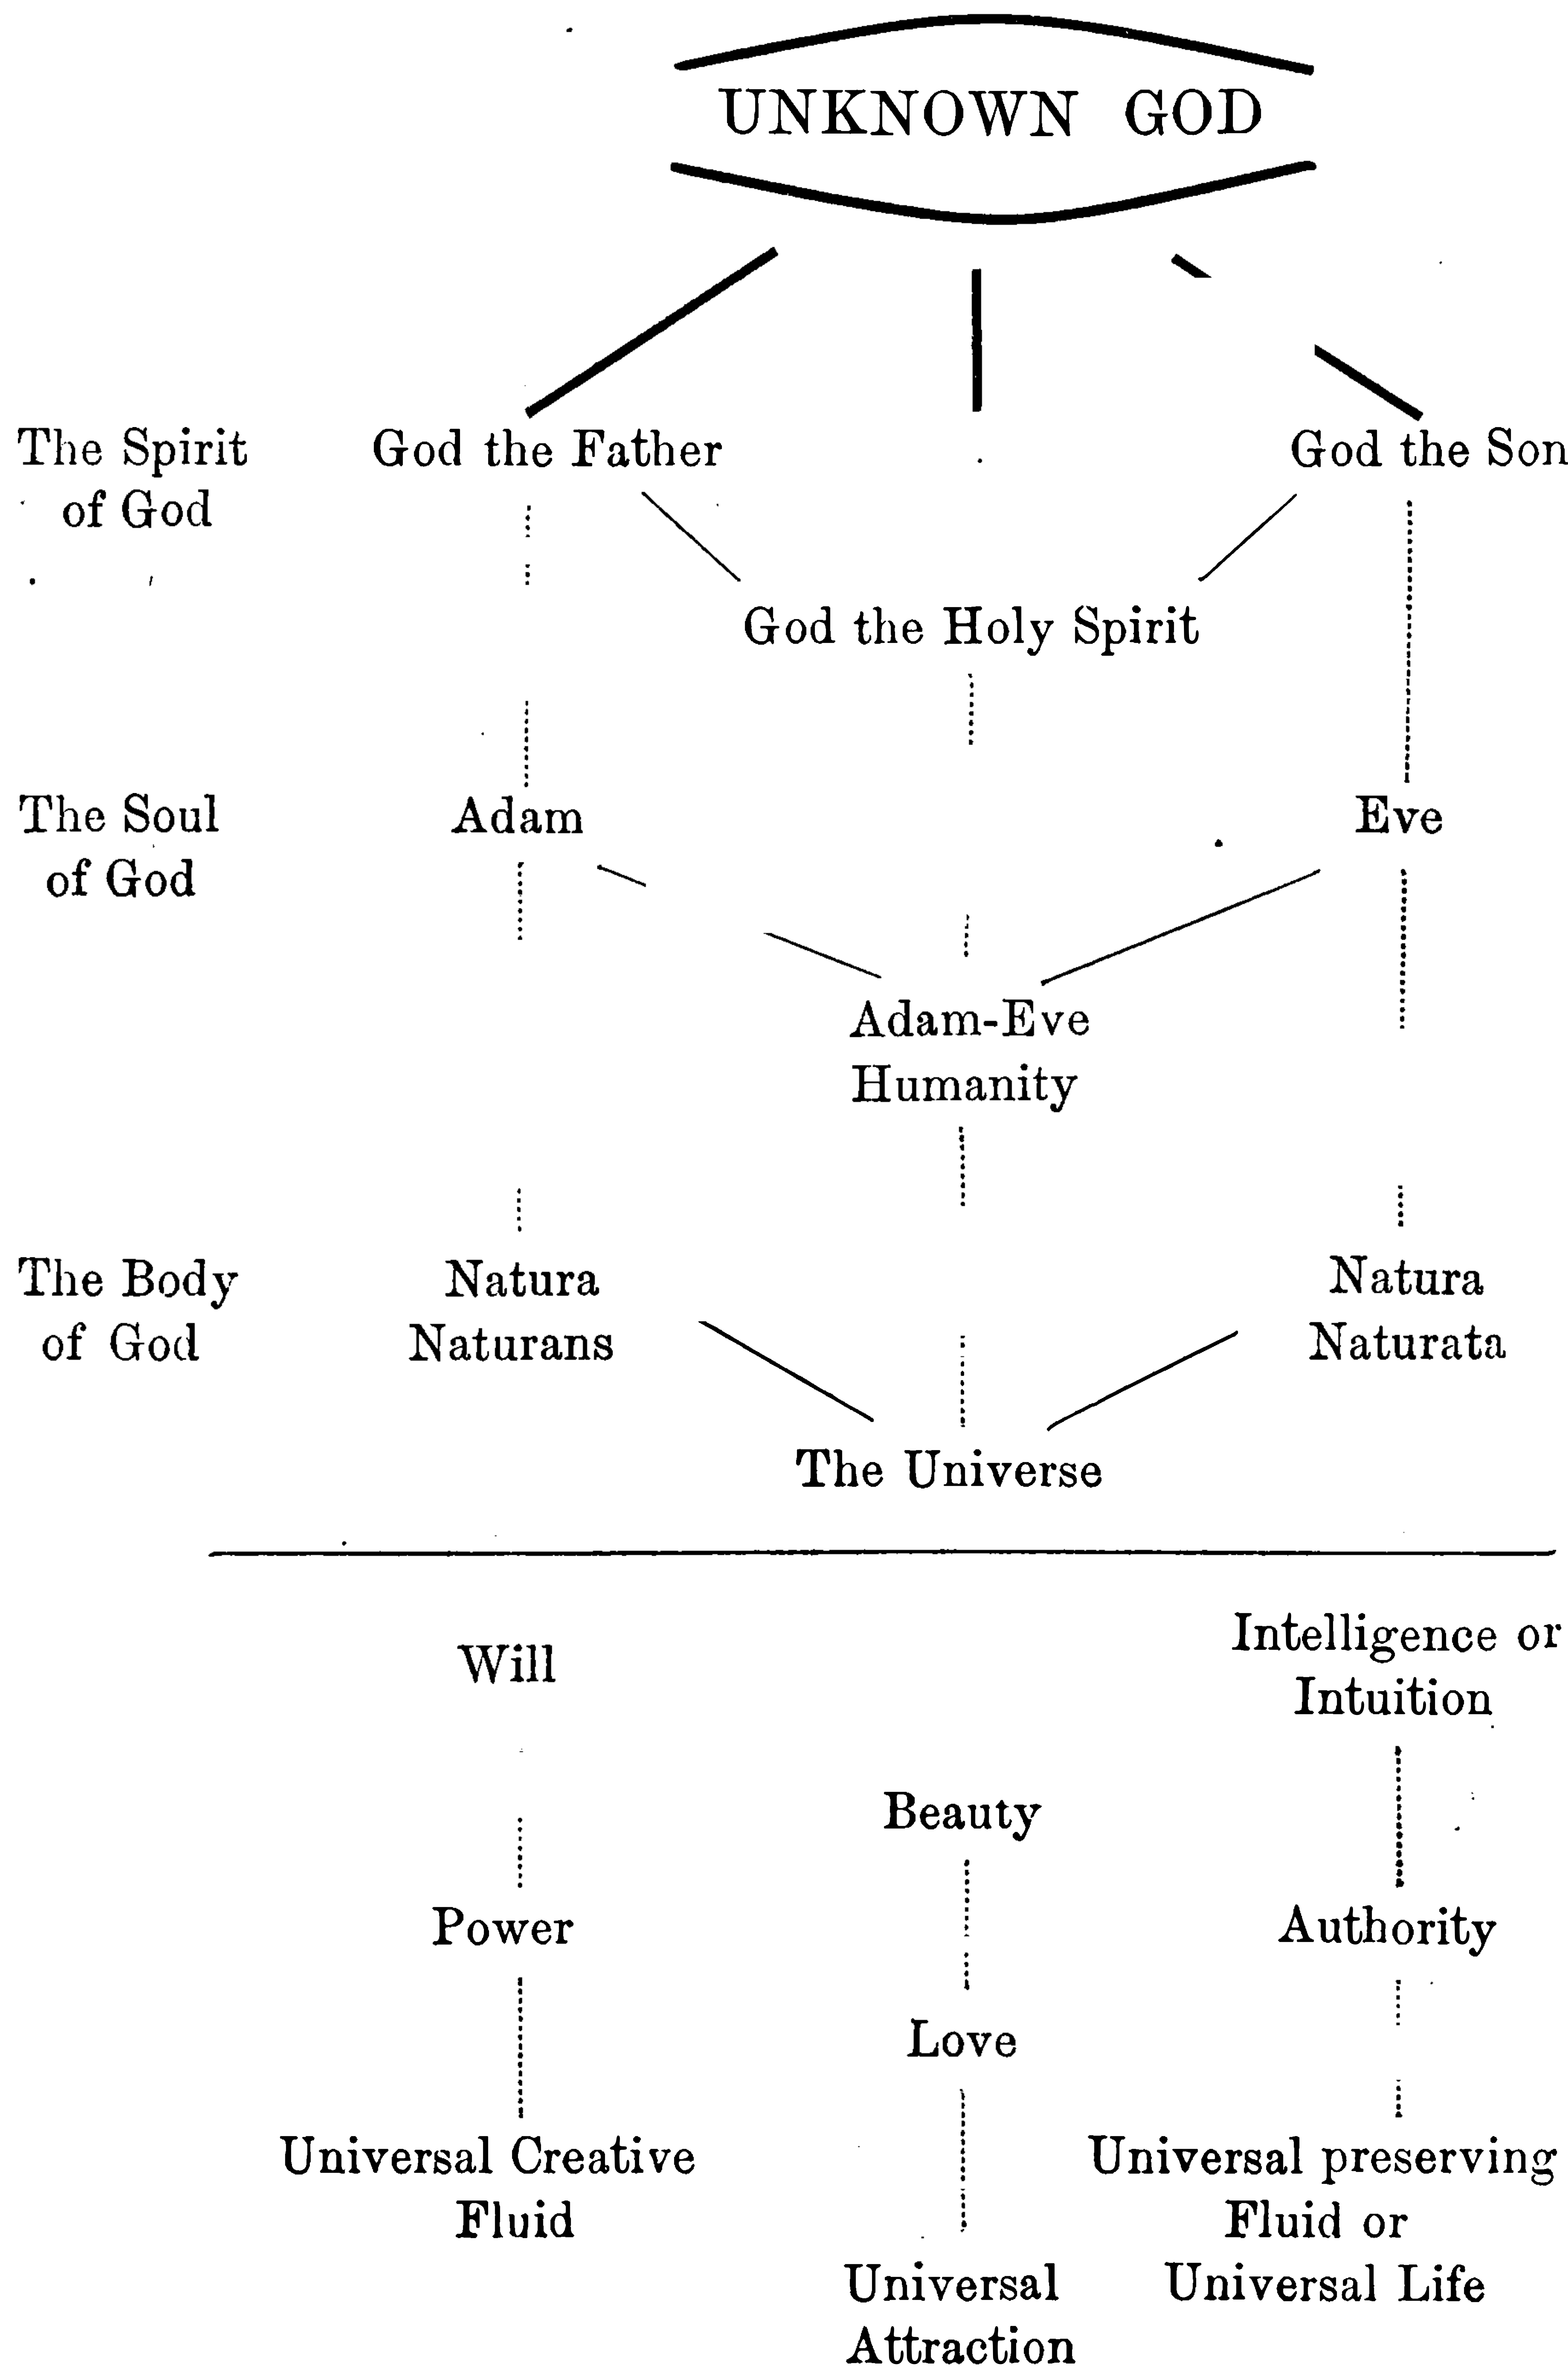 UNKNOWN GOD
The Spirit
of God
God the Father
God the Son
God the Holy Spirit
The Soul
of God
Adam
Eve
Adam-Eve
Humanity
The Body
of God
Natura
Naturans
Natura
Naturata
The Universe
Will
Intelligence or
Intuition
Beauty
Power
Authority
Love
Universal Creative
Fluid
Universal preserving
Fluid or
Universal Life
Universal
Attraction